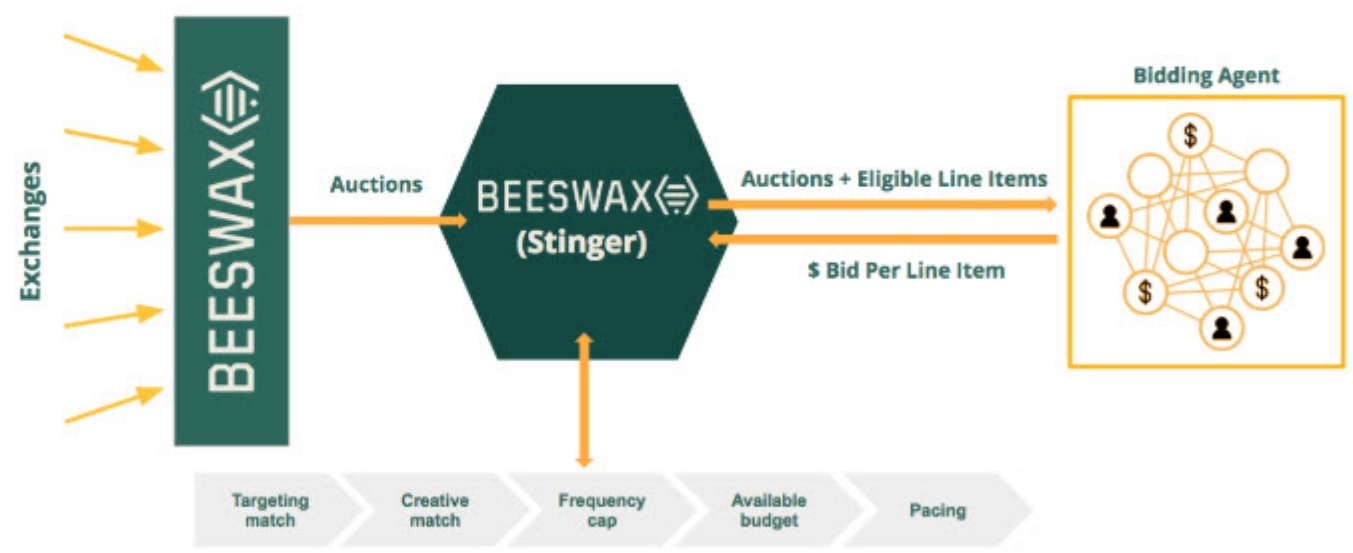 Exchanges
BEESWAX
Auctions
BEESWAX
(Stinger)
Auctions + Eligible Line Items
$ Bid Per Line Item
Bidding Agent
$
$
$
Targeting
match
Creative
match
Frequency
cap
Available
budget
Pacing